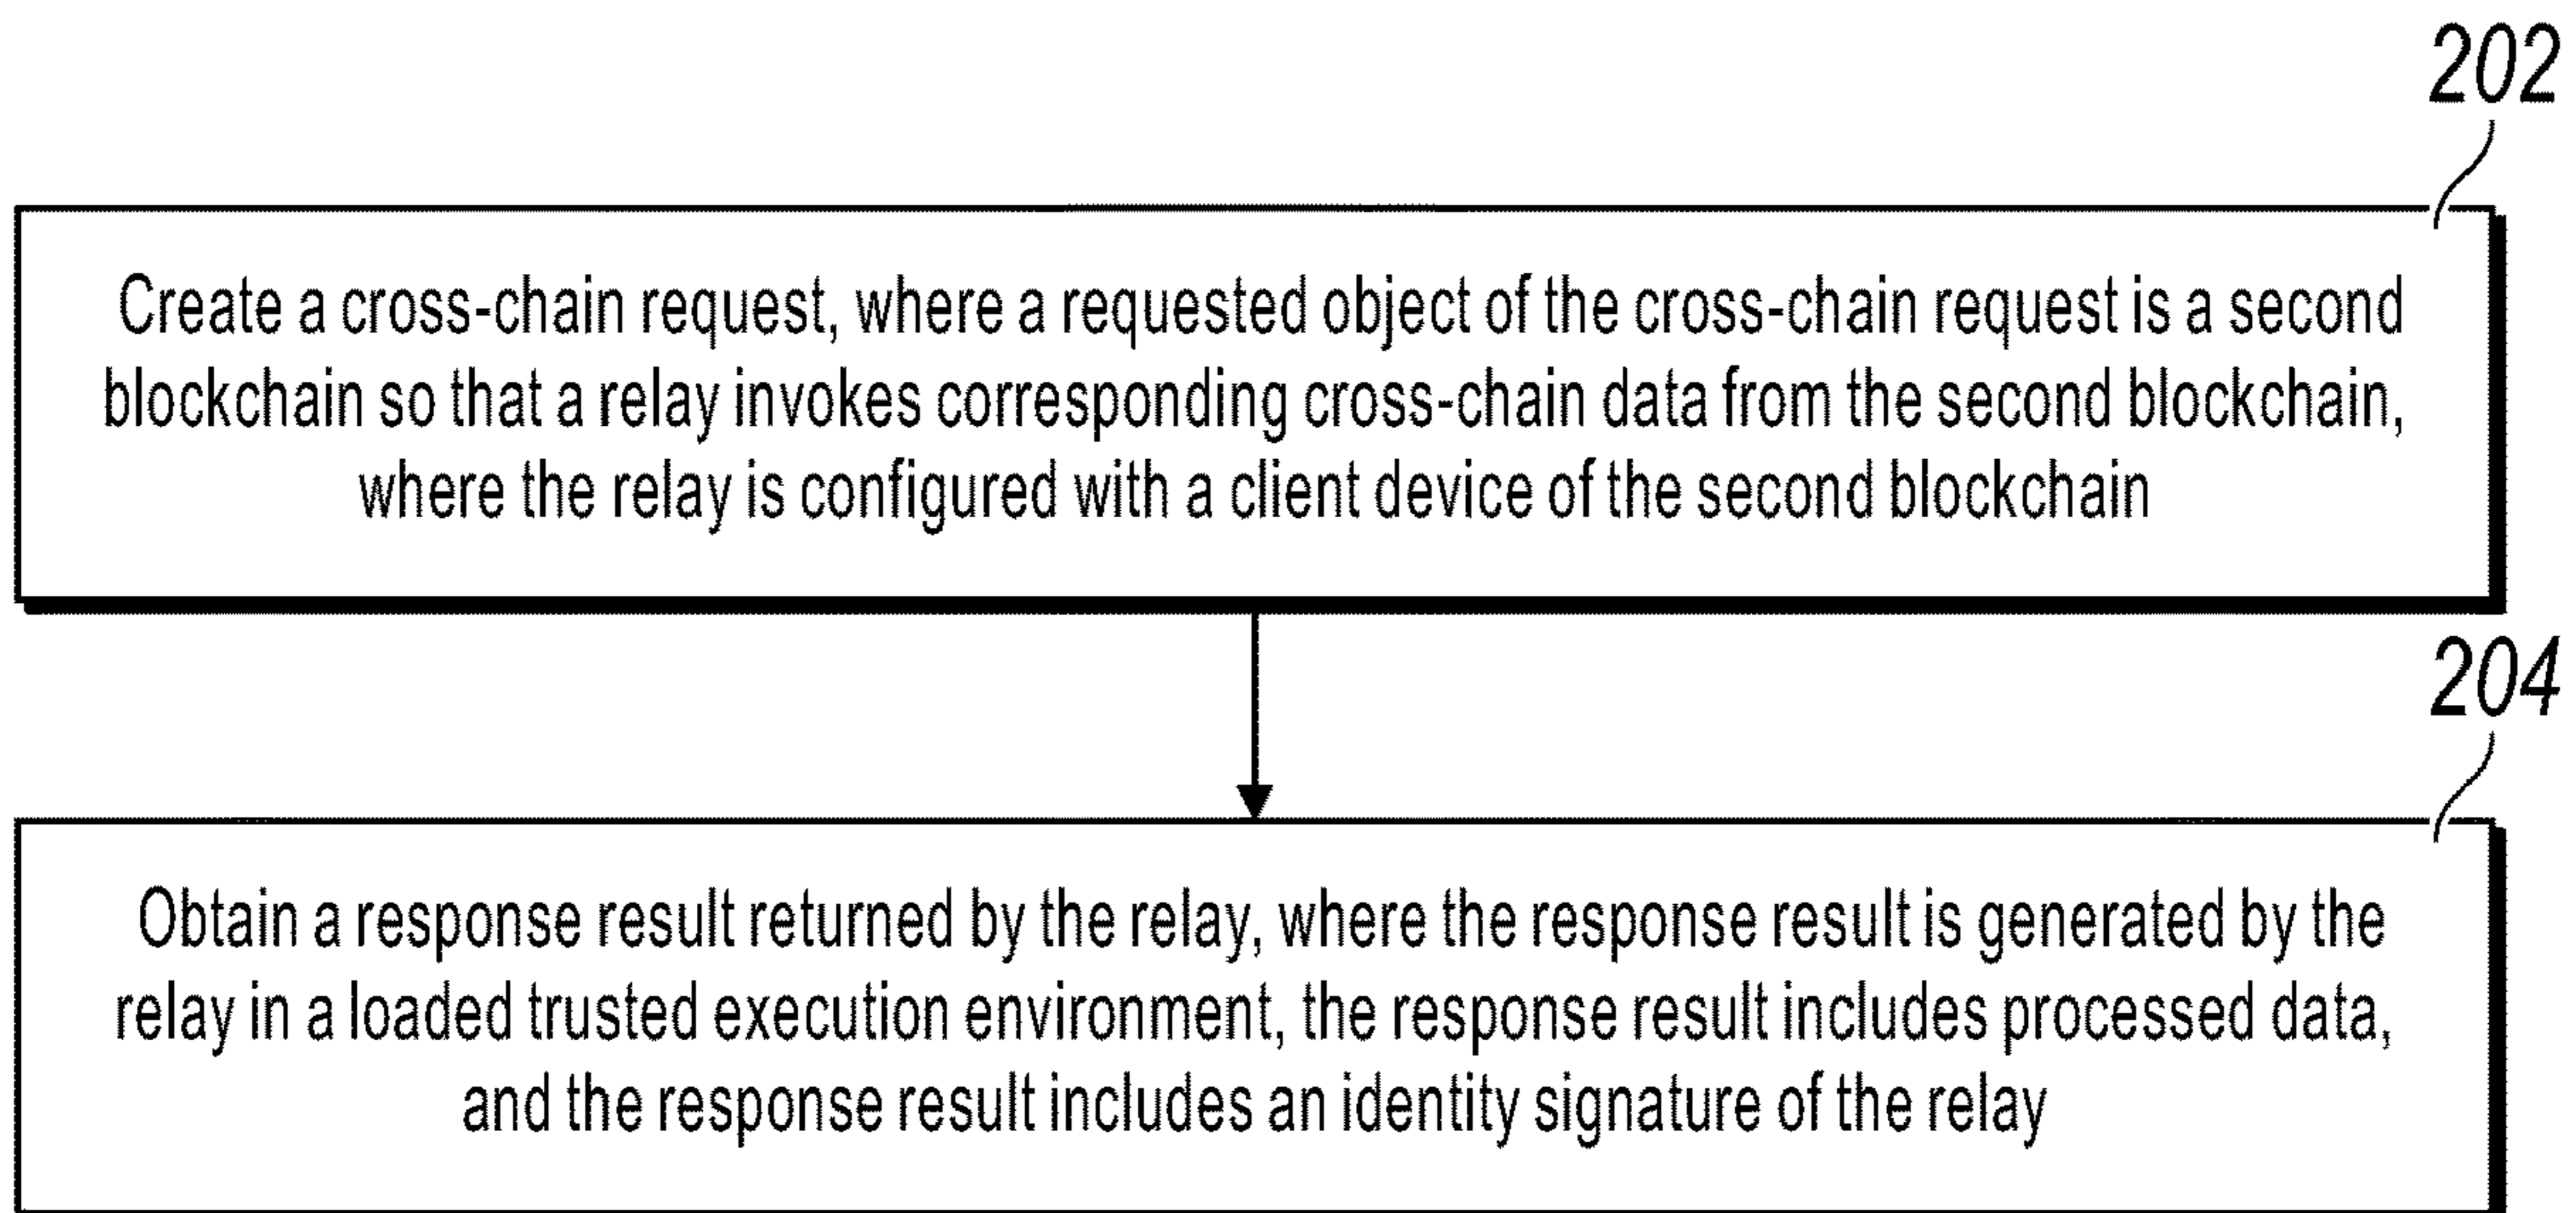 202
Create a cross-chain request, where a requested object of the cross-chain request is a second
blockchain so that a relay invokes corresponding cross-chain data from the second blockchain,
where the relay is configured with a client device of the second blockchain
204
Obtain a response result returned by the relay, where the response result is generated by the
relay in a loaded trusted execution environment, the response result includes processed data,
and the response result includes an identity signature of the relay